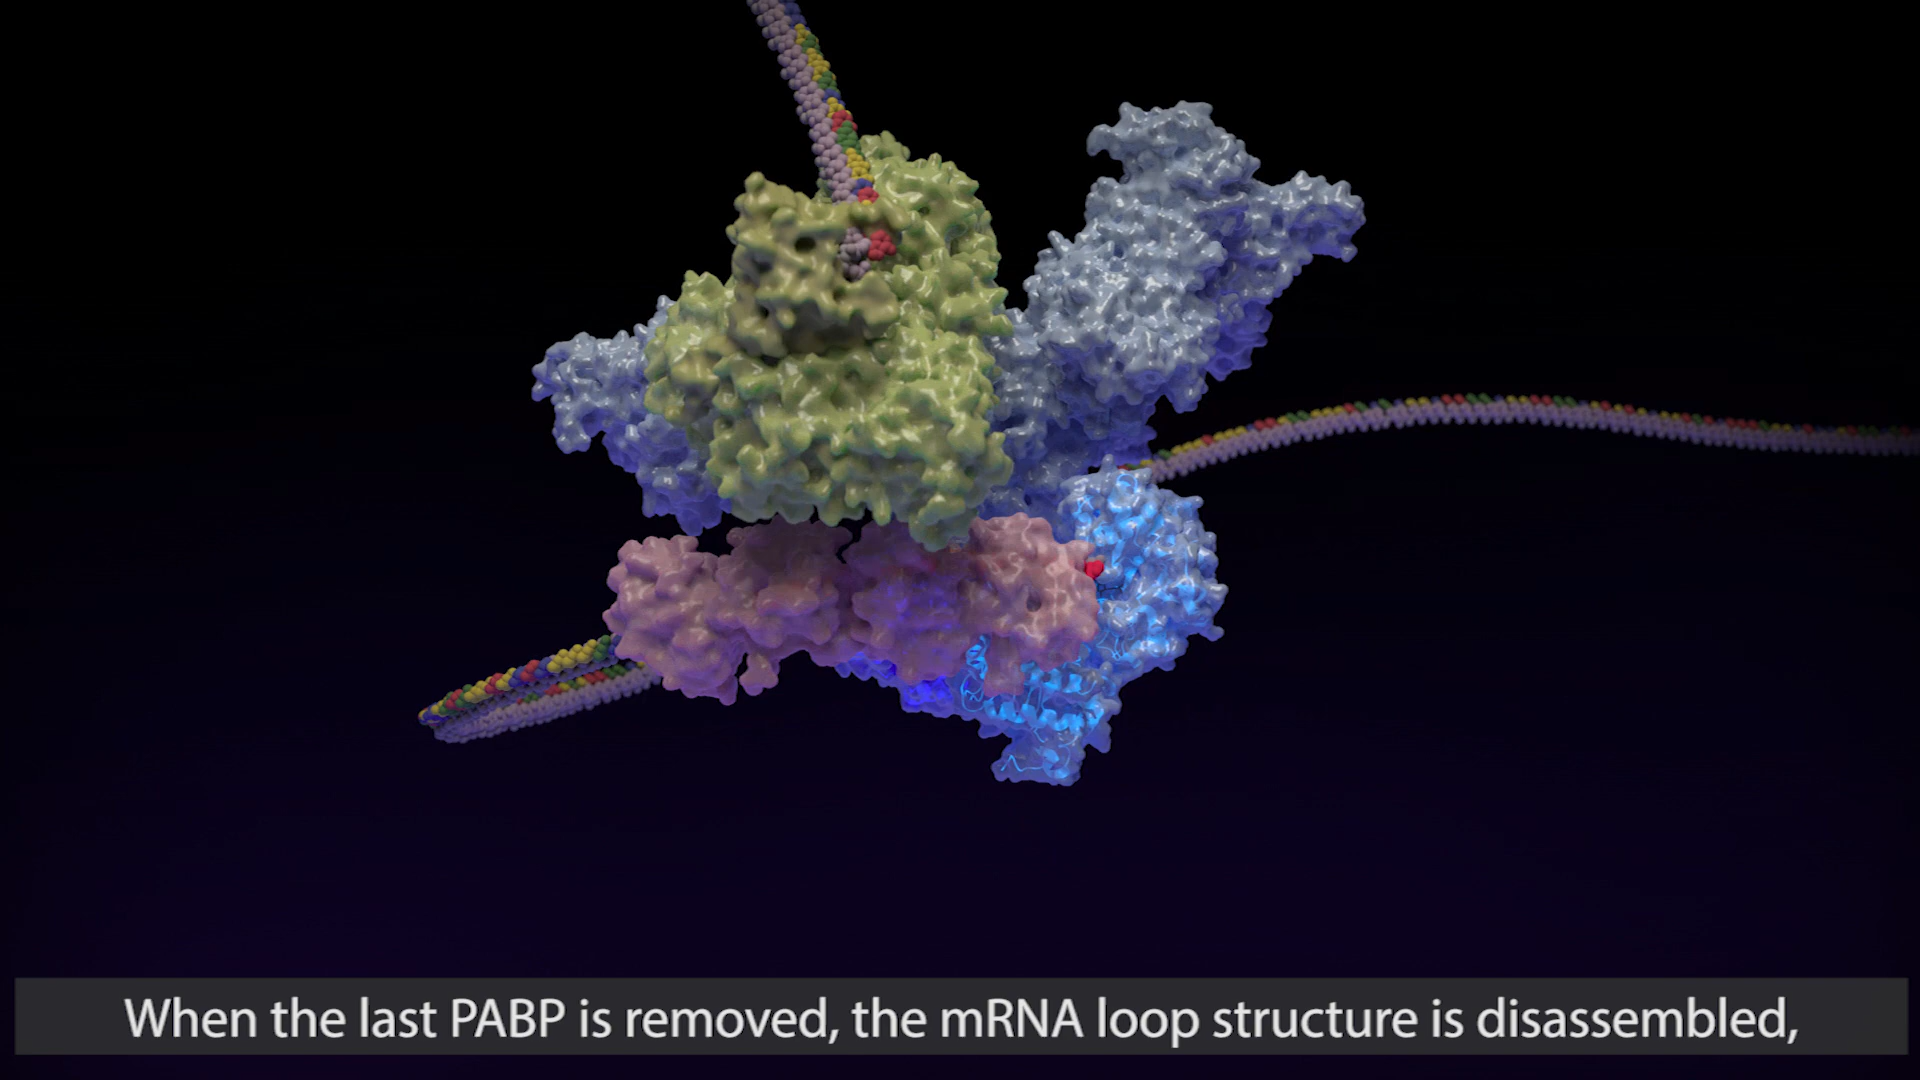 When the last PABP is removed, the mRNA loop structure is disassembled,